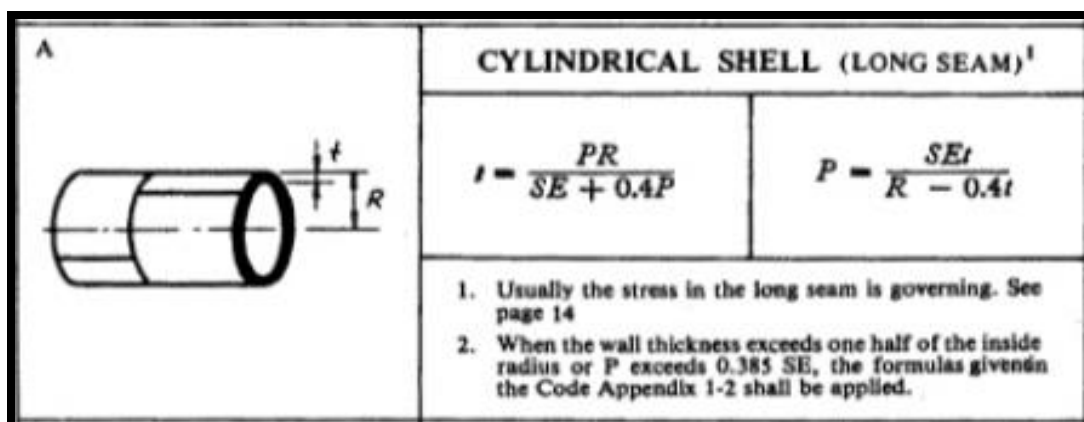 A
t
R
CYLINDRICAL SHELL (LONG SEAM)¹
t = PR / SE + 0.4P
P = SEt / R − 0.4t
1. Usually the stress in the long seam is governing. See
page 14
2. When the wall thickness exceeds one half of the inside
radius or P exceeds 0.385 SE, the formulas givenin
the Code Appendix 1-2 shall be applied.